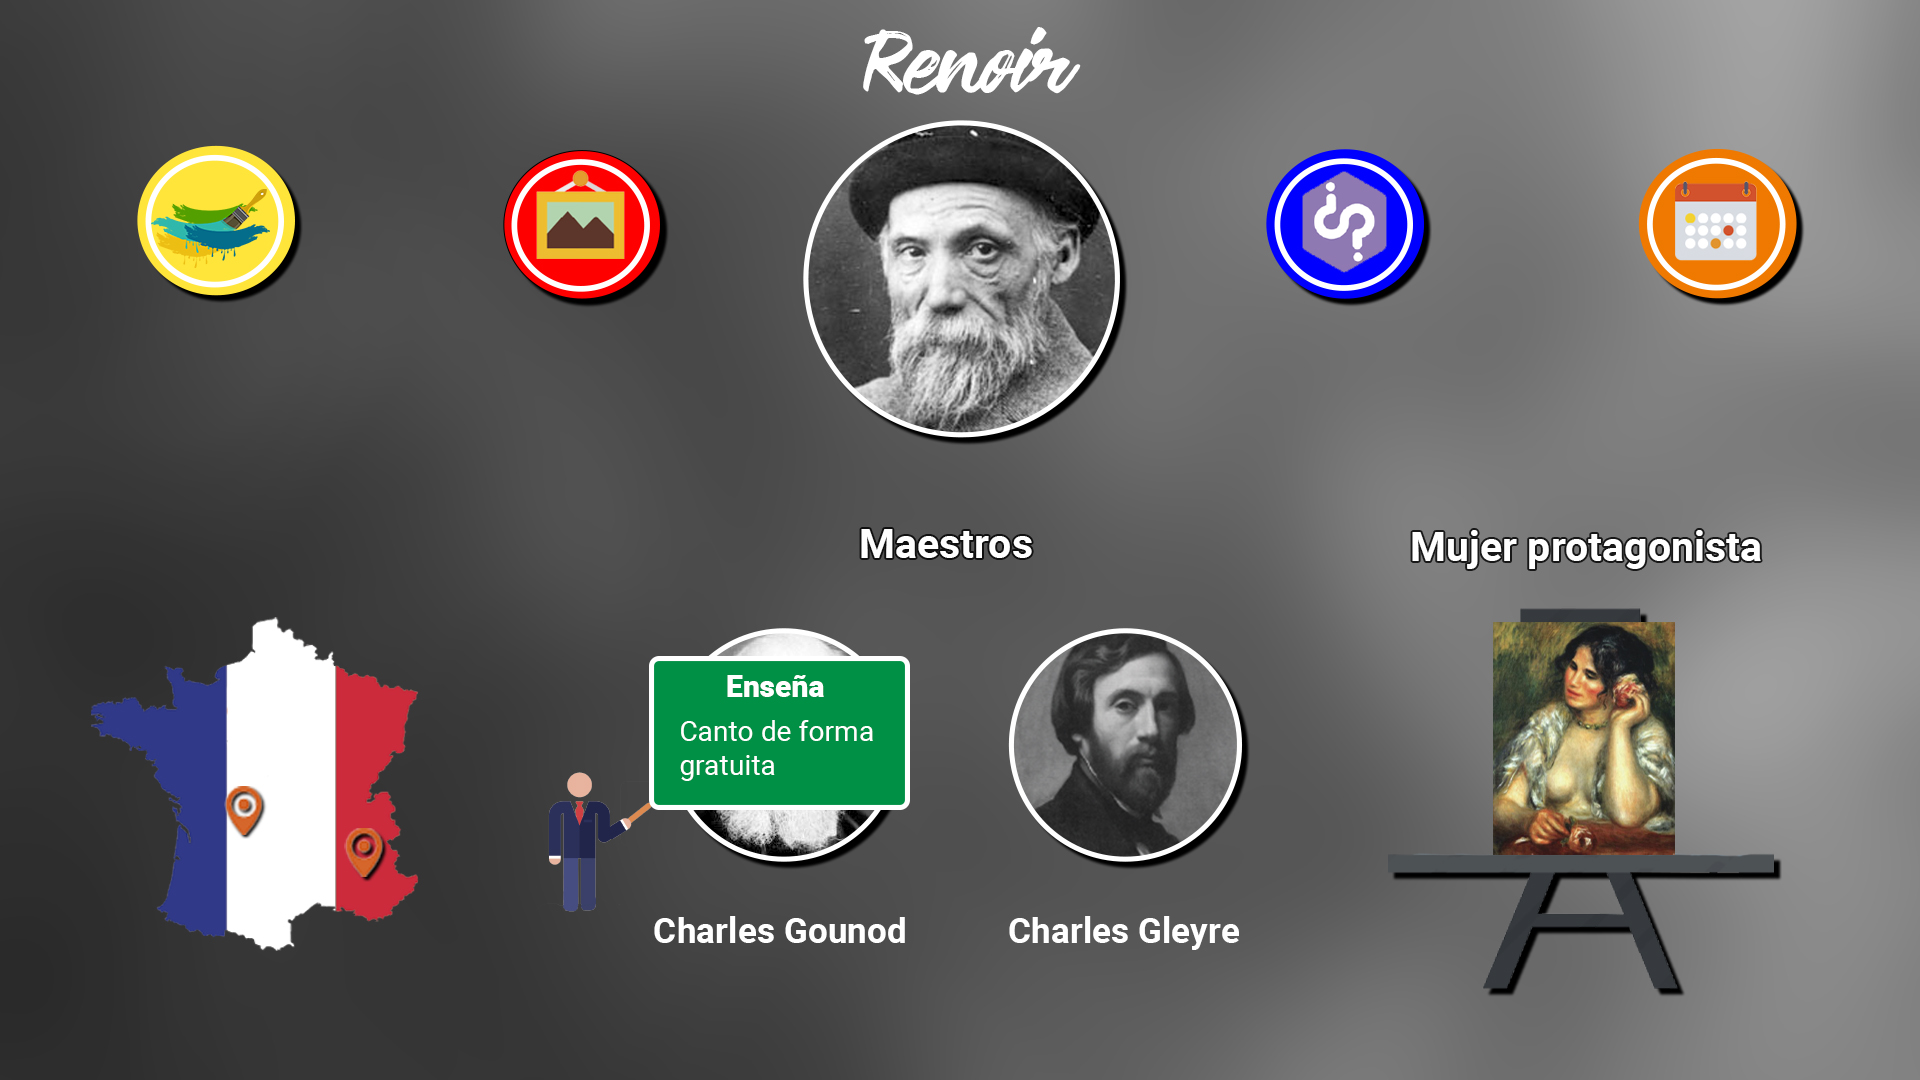 Renoir
Maestros
Mujer protagonista
Enseña
Canto de forma
gratuita
Charles Gounod
Charles Gleyre